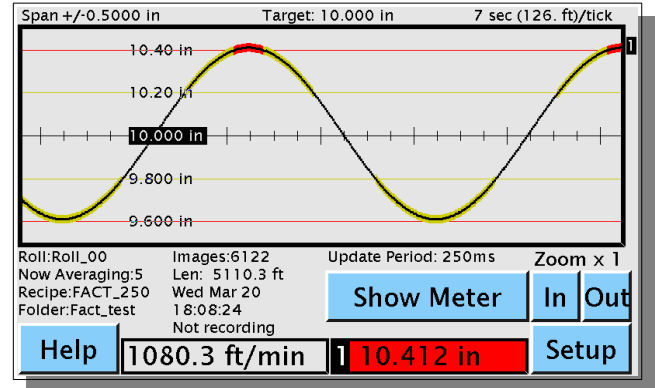 Span +/-0.5000 in Target: 10.000 in 7 sec (126. ft)/tick
10.40 in
1
10.20 in
10.000 in
9.800 in
9.600 in
Roll:Roll_00 Images:6122 Update Period: 250ms Zoom x 1
Now Averaging:5 Len: 5110.3 ft
Recipe:FACT_250 Wed Mar 20
Folder:Fact_test 18:08:24
Not recording
Show Meter In Out
Help 1080.3 ft/min 1 10.412 in Setup